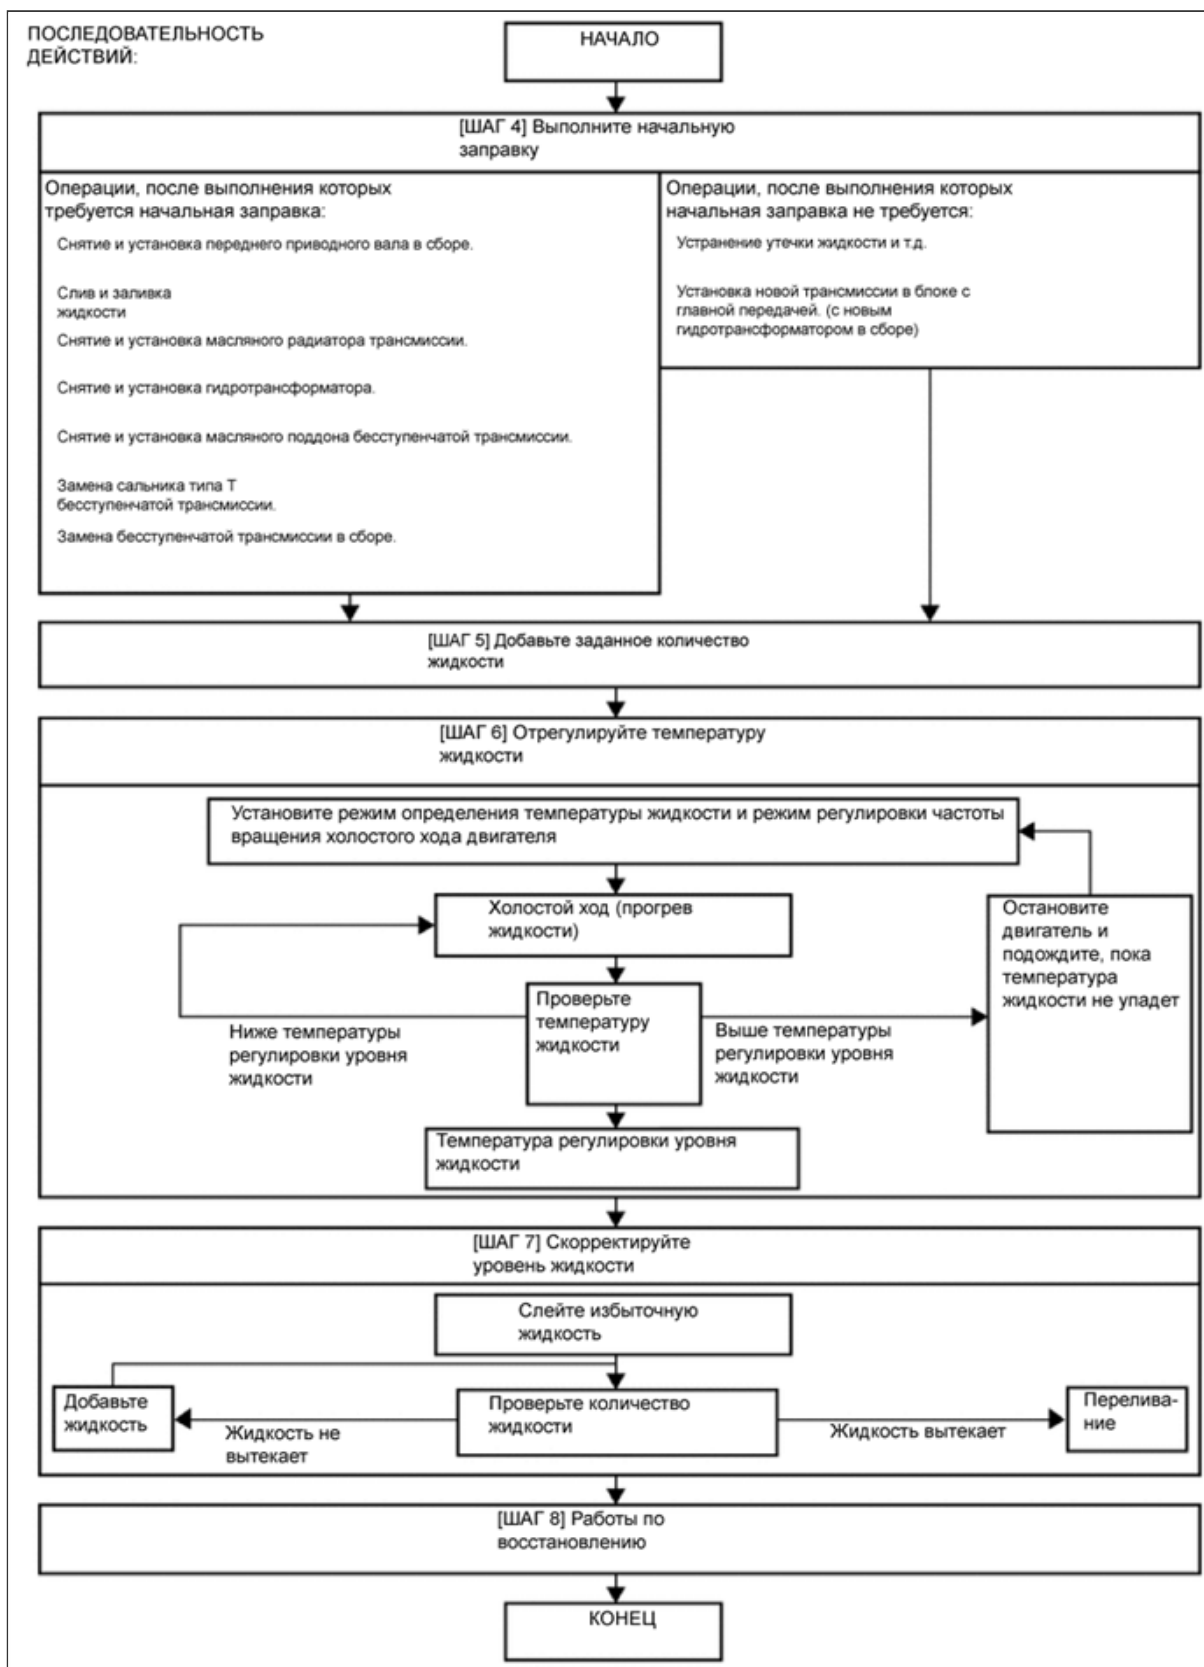 ПОСЛЕДОВАТЕЛЬНОСТЬ
ДЕЙСТВИЙ:
НАЧАЛО
[ШАГ 4] Выполните начальную
заправку
Операции, после выполнения которых
требуется начальная заправка:
Снятие и установка переднего приводного вала в сборе.
Слив и заливка
жидкости
Снятие и установка масляного радиатора трансмиссии.
Снятие и установка гидротрансформатора.
Снятие и установка масляного поддона бесступенчатой трансмиссии.
Замена сальника типа Т
бесступенчатой трансмиссии.
Замена бесступенчатой трансмиссии в сборе.
Операции, после выполнения которых
начальная заправка не требуется:
Устранение утечки жидкости и т.д.
Установка новой трансмиссии в блоке с
главной передачей. (с новым
гидротрансформатором в сборе)
[ШАГ 5] Добавьте заданное количество
жидкости
[ШАГ 6] Отрегулируйте температуру
жидкости
Установите режим определения температуры жидкости и режим регулировки частоты
вращения холостого хода двигателя
Холостой ход (прогрев
жидкости)
Остановите
двигатель и
подождите, пока
температура
жидкости не упадет
Проверьте
температуру
жидкости
Ниже температуры
регулировки уровня
жидкости
Выше температуры
регулировки уровня
жидкости
Температура регулировки уровня
жидкости
[ШАГ 7] Скорректируйте
уровень жидкости
Слейте избыточную
жидкость
Добавьте
жидкость
Жидкость не
вытекает
Проверьте количество
жидкости
Жидкость вытекает
Перелива-
ние
[ШАГ 8] Работы по
восстановлению
КОНЕЦ